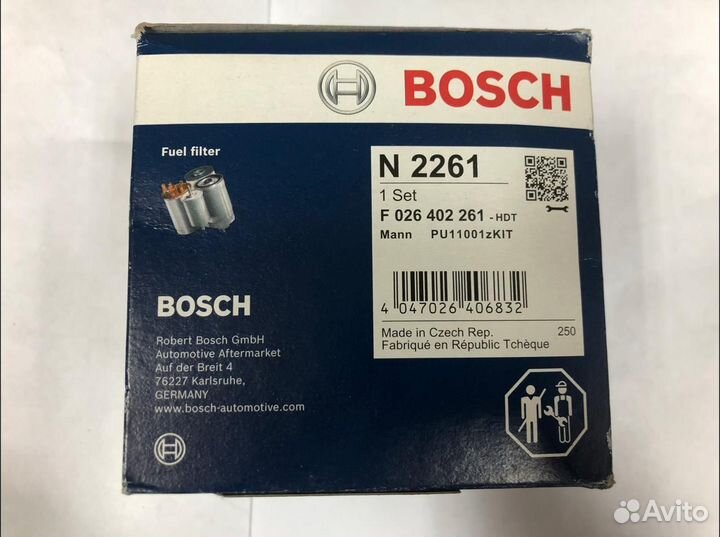 BOSCH
Fuel filter
N 2261
1 Set
F 026 402 261 - HDT
Mann PU11001zKIT
4 047026 406832
Made in Czech Rep. 250
Fabriqué en Républic Tchèque
BOSCH
Robert Bosch GmbH
Automotive Aftermarket
Auf der Breit 4
76227 Karlsruhe,
GERMANY
www.bosch-automotive.com
Avito